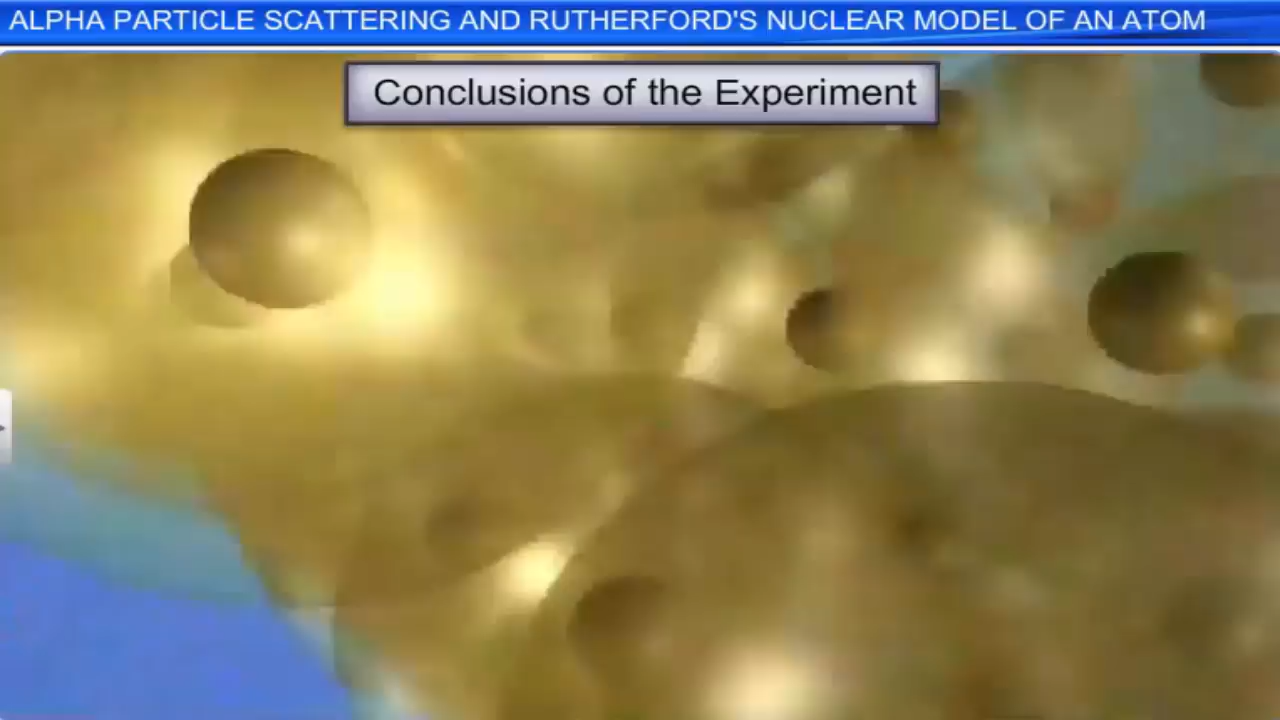 ALPHA PARTICLE SCATTERING AND RUTHERFORD'S NUCLEAR MODEL OF AN ATOM
Conclusions of the Experiment